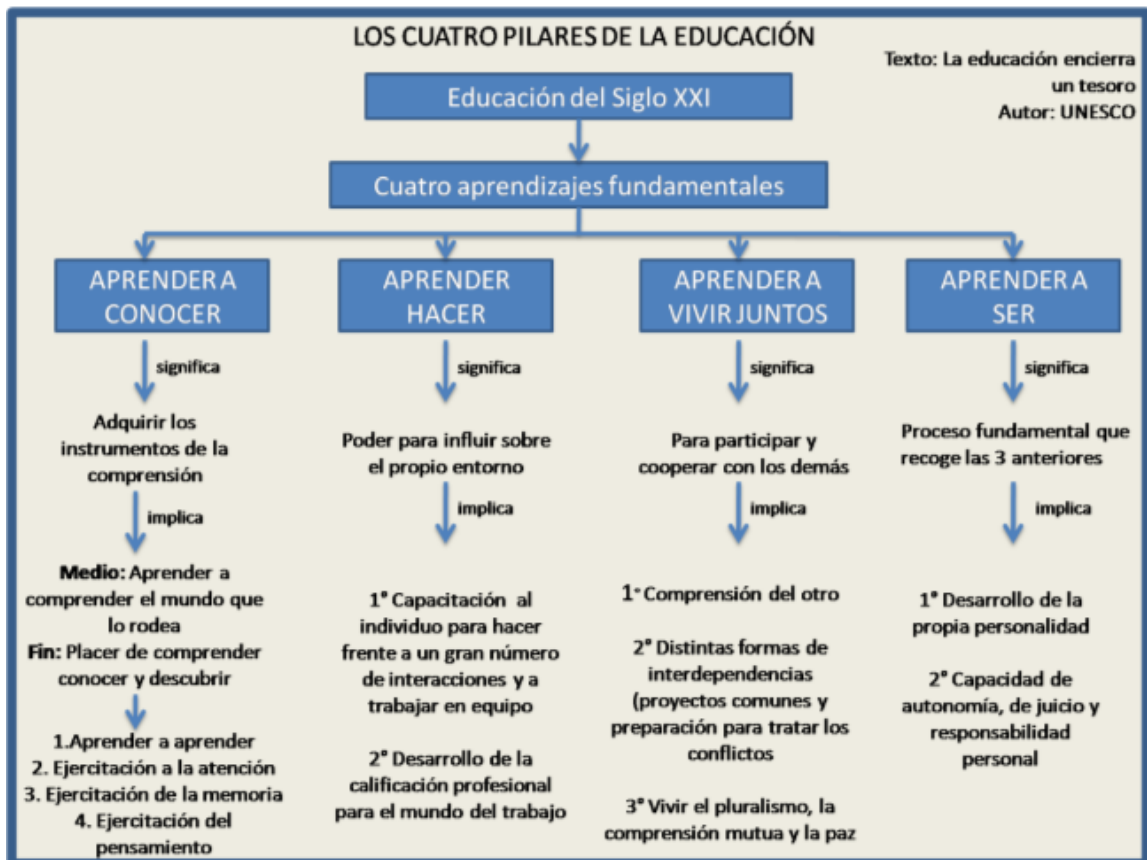 LOS CUATRO PILARES DE LA EDUCACIÓN
Texto: La educación encierra
un tesoro
Autor: UNESCO
Educación del Siglo XXI
Cuatro aprendizajes fundamentales
APRENDER A
CONOCER
significa
Adquirir los
instrumentos de la
comprensión
implica
Medio: Aprender a
comprender el mundo que
lo rodea
Fin: Placer de comprender
conocer y descubrir
1.Aprender a aprender
2. Ejercitación a la atención
3. Ejercitación de la memoria
4. Ejercitación del
pensamiento
APRENDER
HACER
significa
Poder para influir sobre
el propio entorno
implica
1° Capacitación al
individuo para hacer
frente a un gran número
de interacciones y a
trabajar en equipo
2° Desarrollo de la
calificación profesional
para el mundo del trabajo
APRENDER A
VIVIR JUNTOS
significa
Para participar y
cooperar con los demás
implica
1° Comprensión del otro
2° Distintas formas de
interdependencias
(proyectos comunes y
preparación para tratar los
conflictos
3° Vivir el pluralismo, la
comprensión mutua y la paz
APRENDER A
SER
significa
Proceso fundamental que
recoge las 3 anteriores
implica
1° Desarrollo de la
propia personalidad
2° Capacidad de
autonomía, de juicio y
responsabilidad
personal